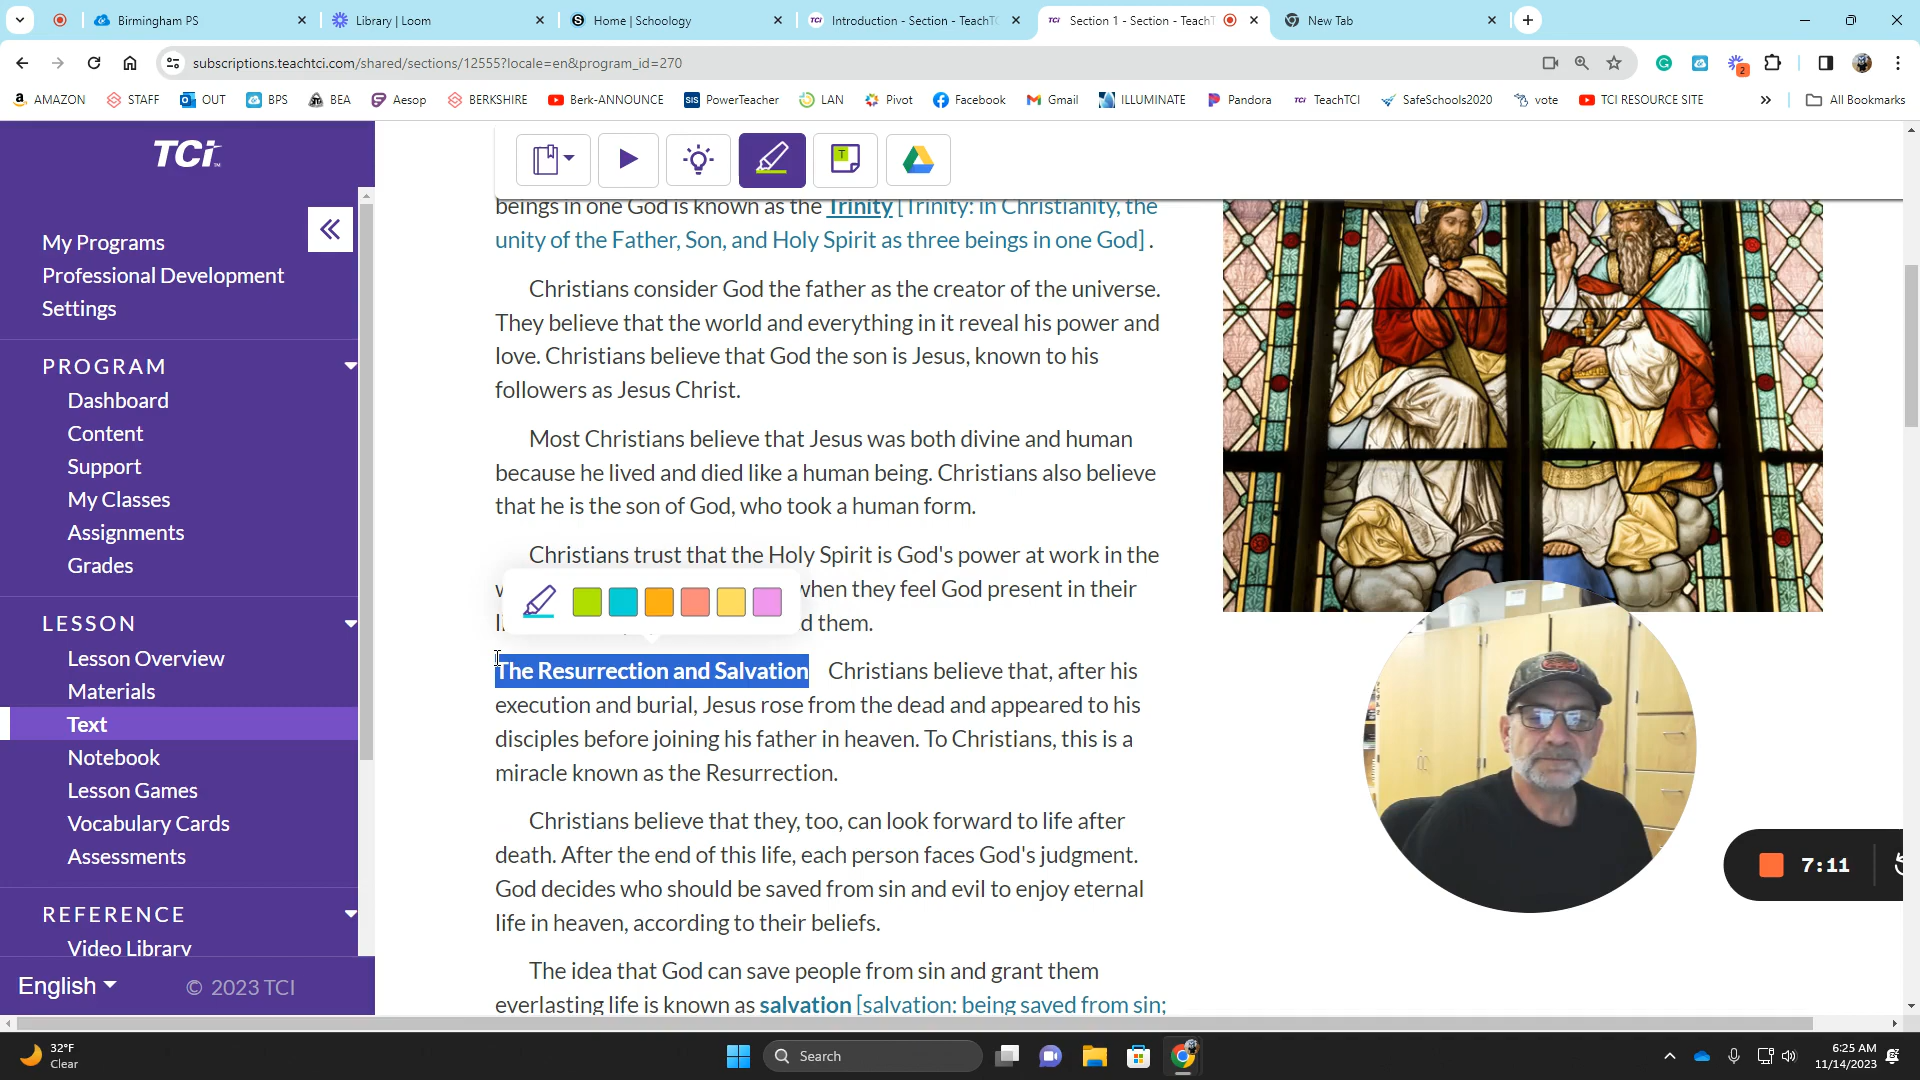 Birmingham PS
Library | Loom
Home | Schoology
Introduction - Section - TeachTC
Section 1 - Section - TeachT
New Tab
subscriptions.teachtci.com/shared/sections/12555?locale=en&program_id=270
2
AMAZON
STAFF
OUT
BPS
BEA
Aesop
BERKSHIRE
Berk-ANNOUNCE
SIS PowerTeacher
LAN
Pivot
Facebook
Gmail
ILLUMINATE
Pandora
TeachTCI
SafeSchools2020
vote
TCI RESOURCE SITE
All Bookmarks
TCi
My Programs
Professional Development
Settings
PROGRAM
Dashboard
Content
Support
My Classes
Assignments
Grades
LESSON
Lesson Overview
Materials
Text
Notebook
Lesson Games
Vocabulary Cards
Assessments
REFERENCE
Video Library
English
© 2023 TCI
T
beings in one God is known as the Trinity [Trinity: in Christianity, the
unity of the Father, Son, and Holy Spirit as three beings in one God] .
Christians consider God the father as the creator of the universe.
They believe that the world and everything in it reveal his power and
love. Christians believe that God the son is Jesus, known to his
followers as Jesus Christ.
Most Christians believe that Jesus was both divine and human
because he lived and died like a human being. Christians also believe
that he is the son of God, who took a human form.
Christians trust that the Holy Spirit is God's power at work in the
when they feel God present in their
d them.
The Resurrection and Salvation Christians believe that, after his
execution and burial, Jesus rose from the dead and appeared to his
disciples before joining his father in heaven. To Christians, this is a
miracle known as the Resurrection.
Christians believe that they, too, can look forward to life after
death. After the end of this life, each person faces God's judgment.
God decides who should be saved from sin and evil to enjoy eternal
life in heaven, according to their beliefs.
The idea that God can save people from sin and grant them
everlasting life is known as salvation [salvation: being saved from sin;
7:11
32°F
Clear
Search
6:25 AM
11/14/2023